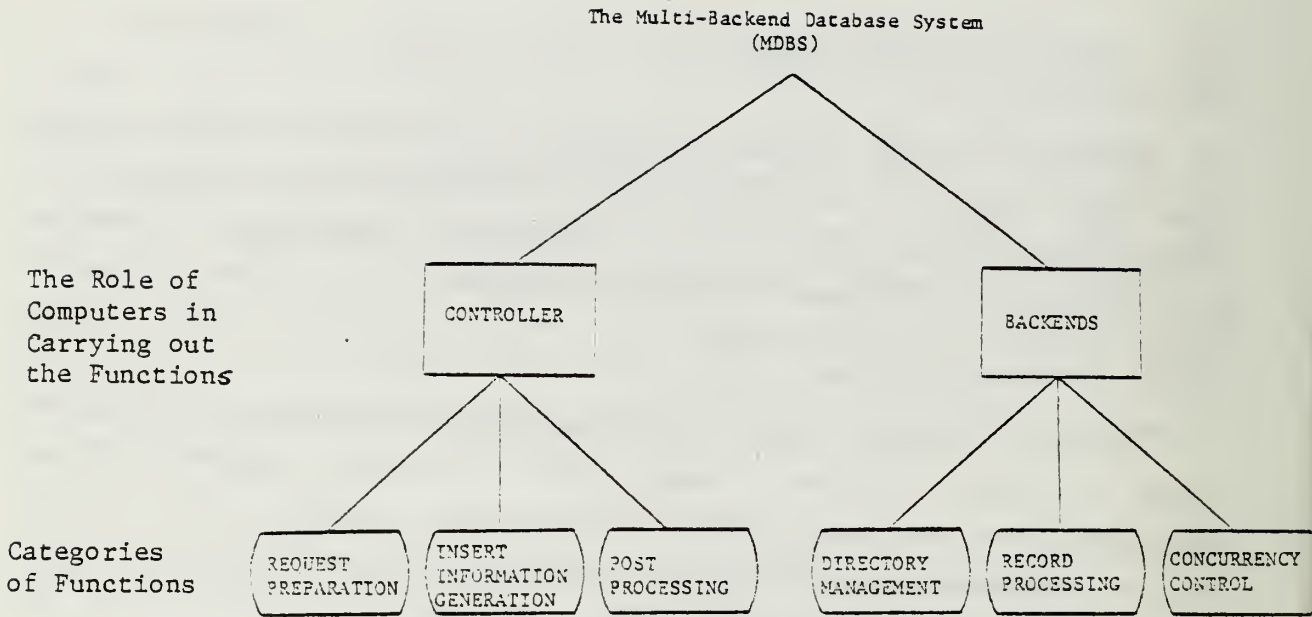 The Multi-Backend Database System
(MDBS)
The Role of
Computers in
Carrying out
the Functions
CONTROLLER
BACKENDS
Categories
of Functions
REQUEST
PREPARATION
INSERT
INFORMATION
GENERATION
POST
PROCESSING
DIRECTORY
MANAGEMENT
RECORD
PROCESSING
CONCURRENCY
CONTROL